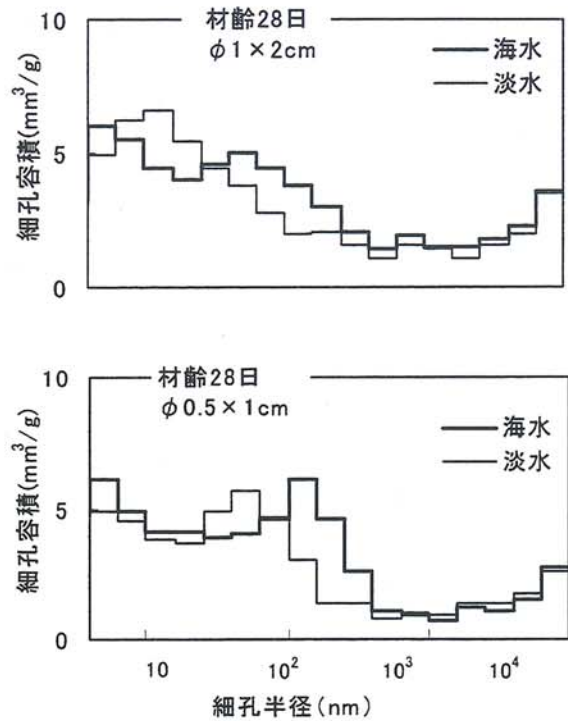 10
材齢28日
φ1×2cm
海水
淡水
5
0
細孔容積(mm³/g)
10
材齢28日
φ0.5×1cm
海水
淡水
5
0
細孔容積(mm³/g)
10 10² 10³ 10⁴
細孔半径(nm)